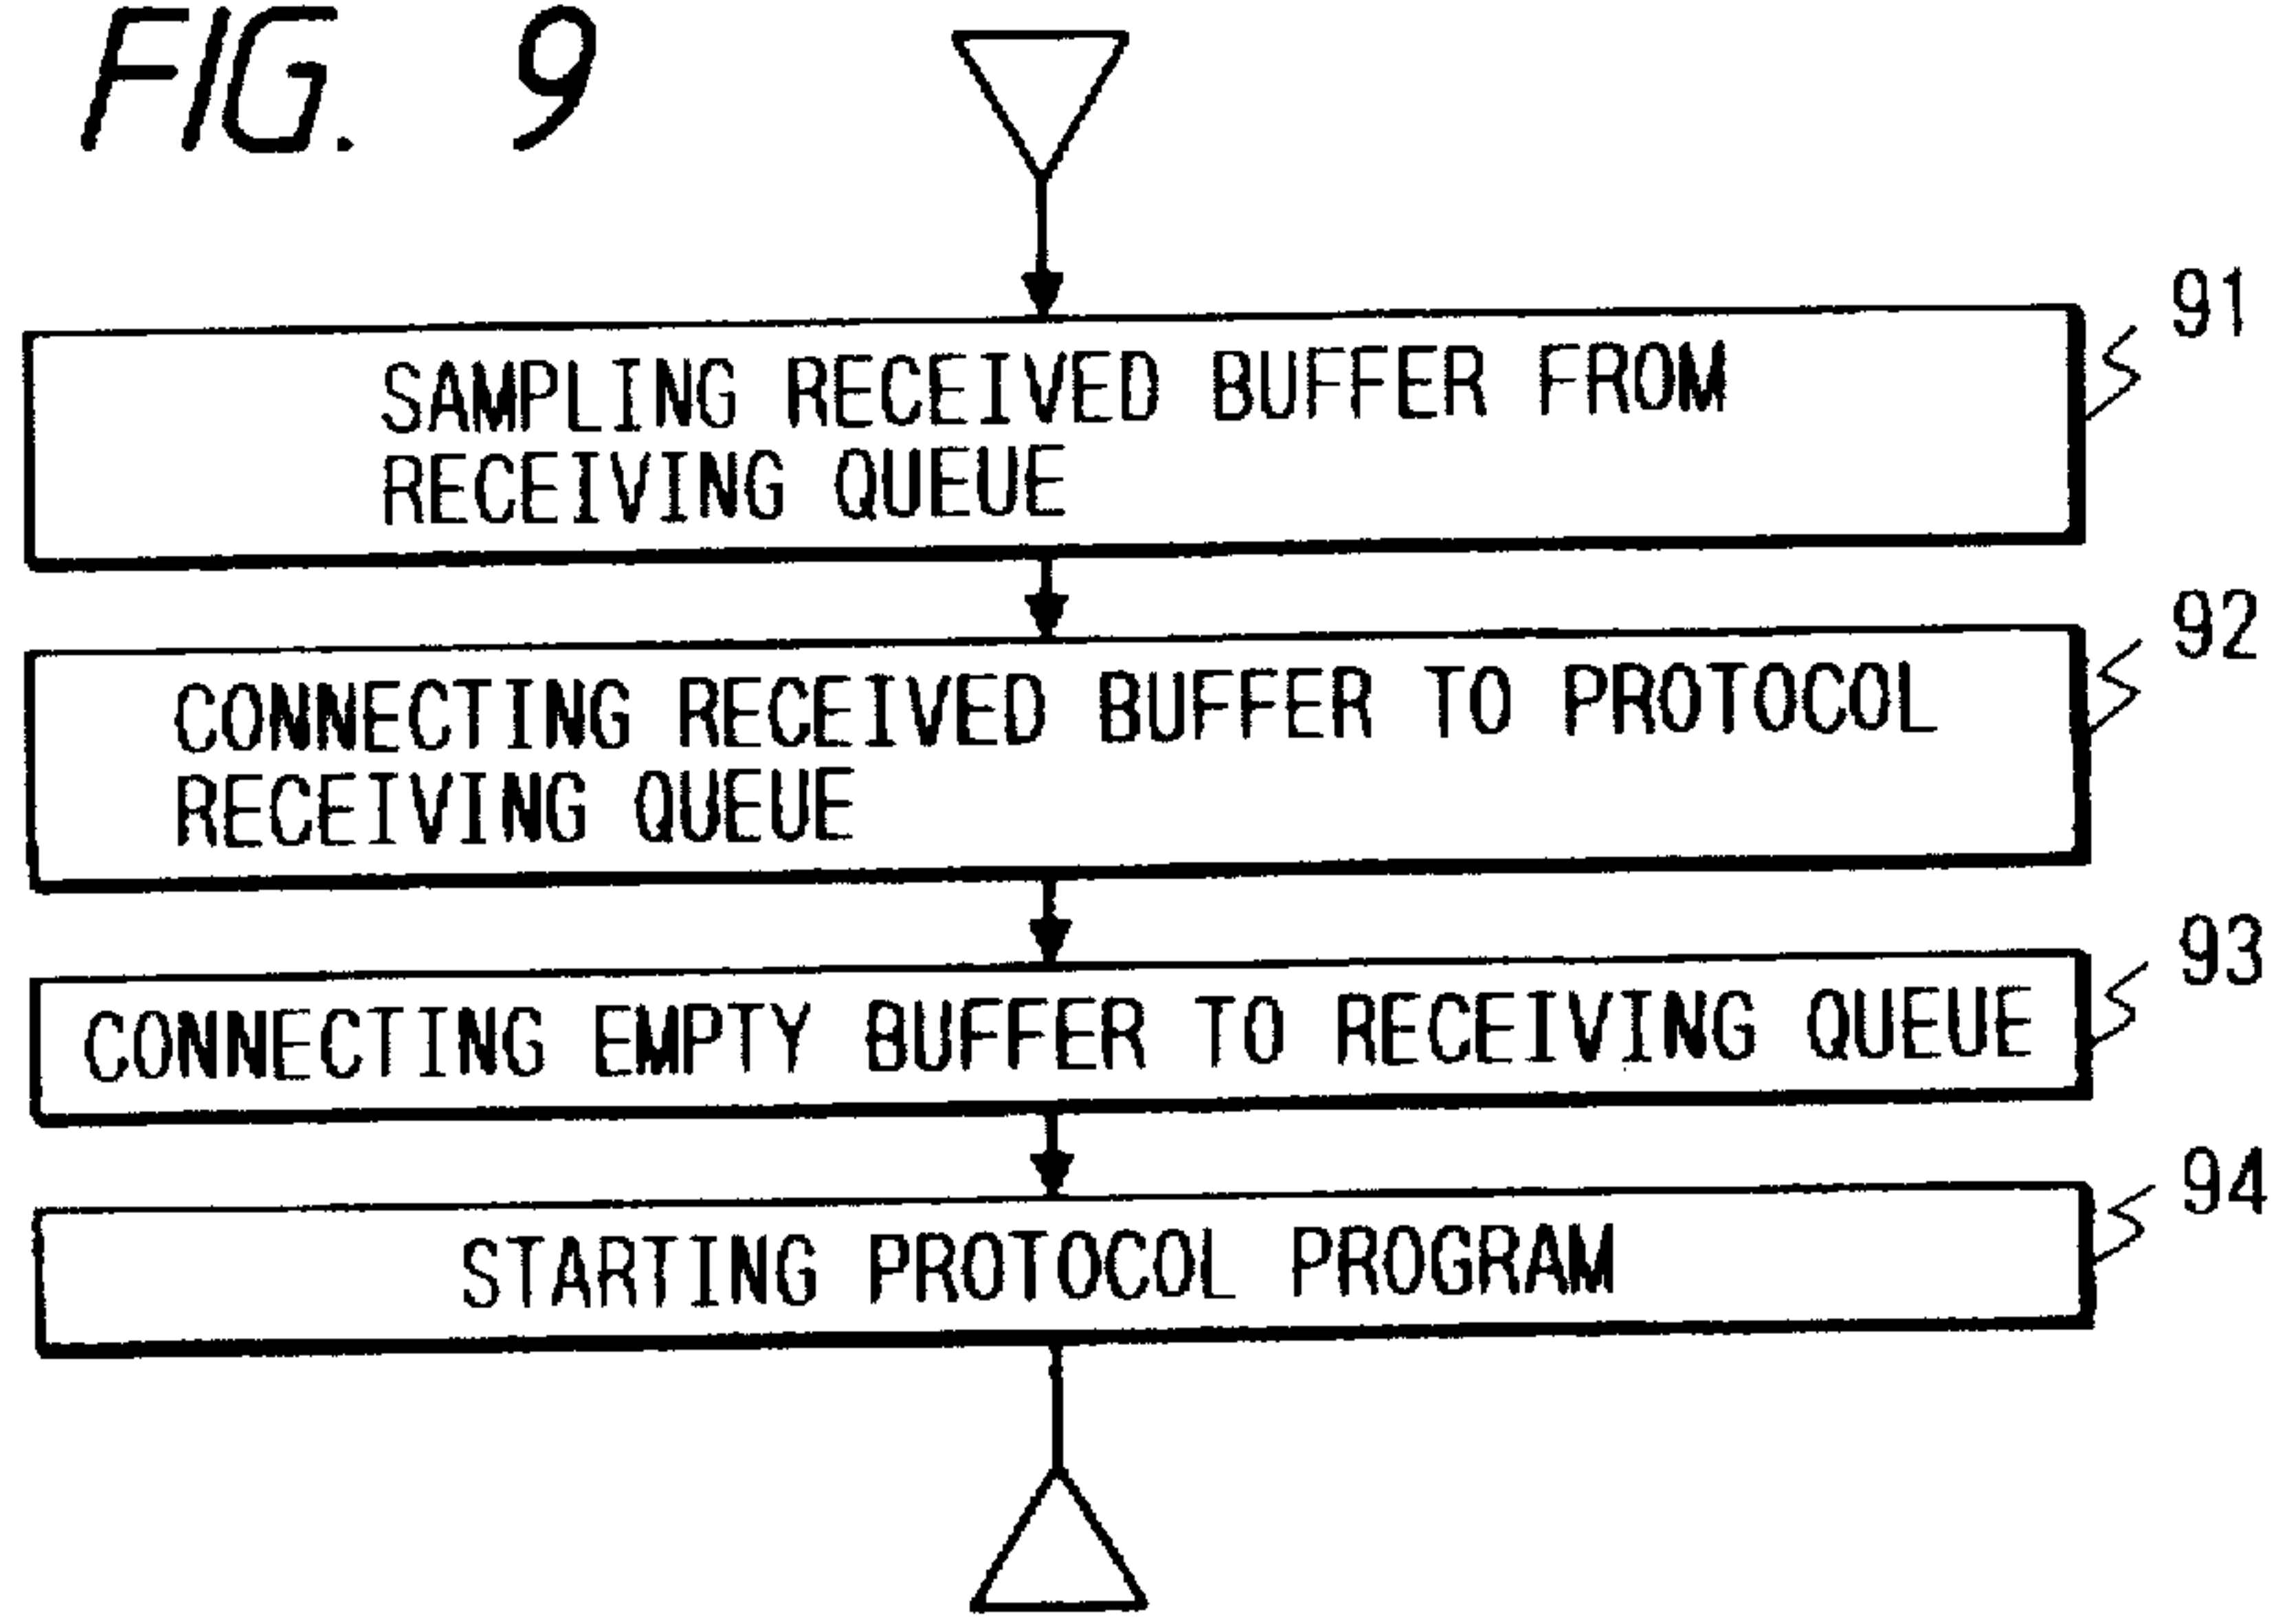 FIG. 9
91
SAMPLING RECEIVED BUFFER FROM
RECEIVING QUEUE
92
CONNECTING RECEIVED BUFFER TO PROTOCOL
RECEIVING QUEUE
93
CONNECTING EMPTY BUFFER TO RECEIVING QUEUE
94
STARTING PROTOCOL PROGRAM